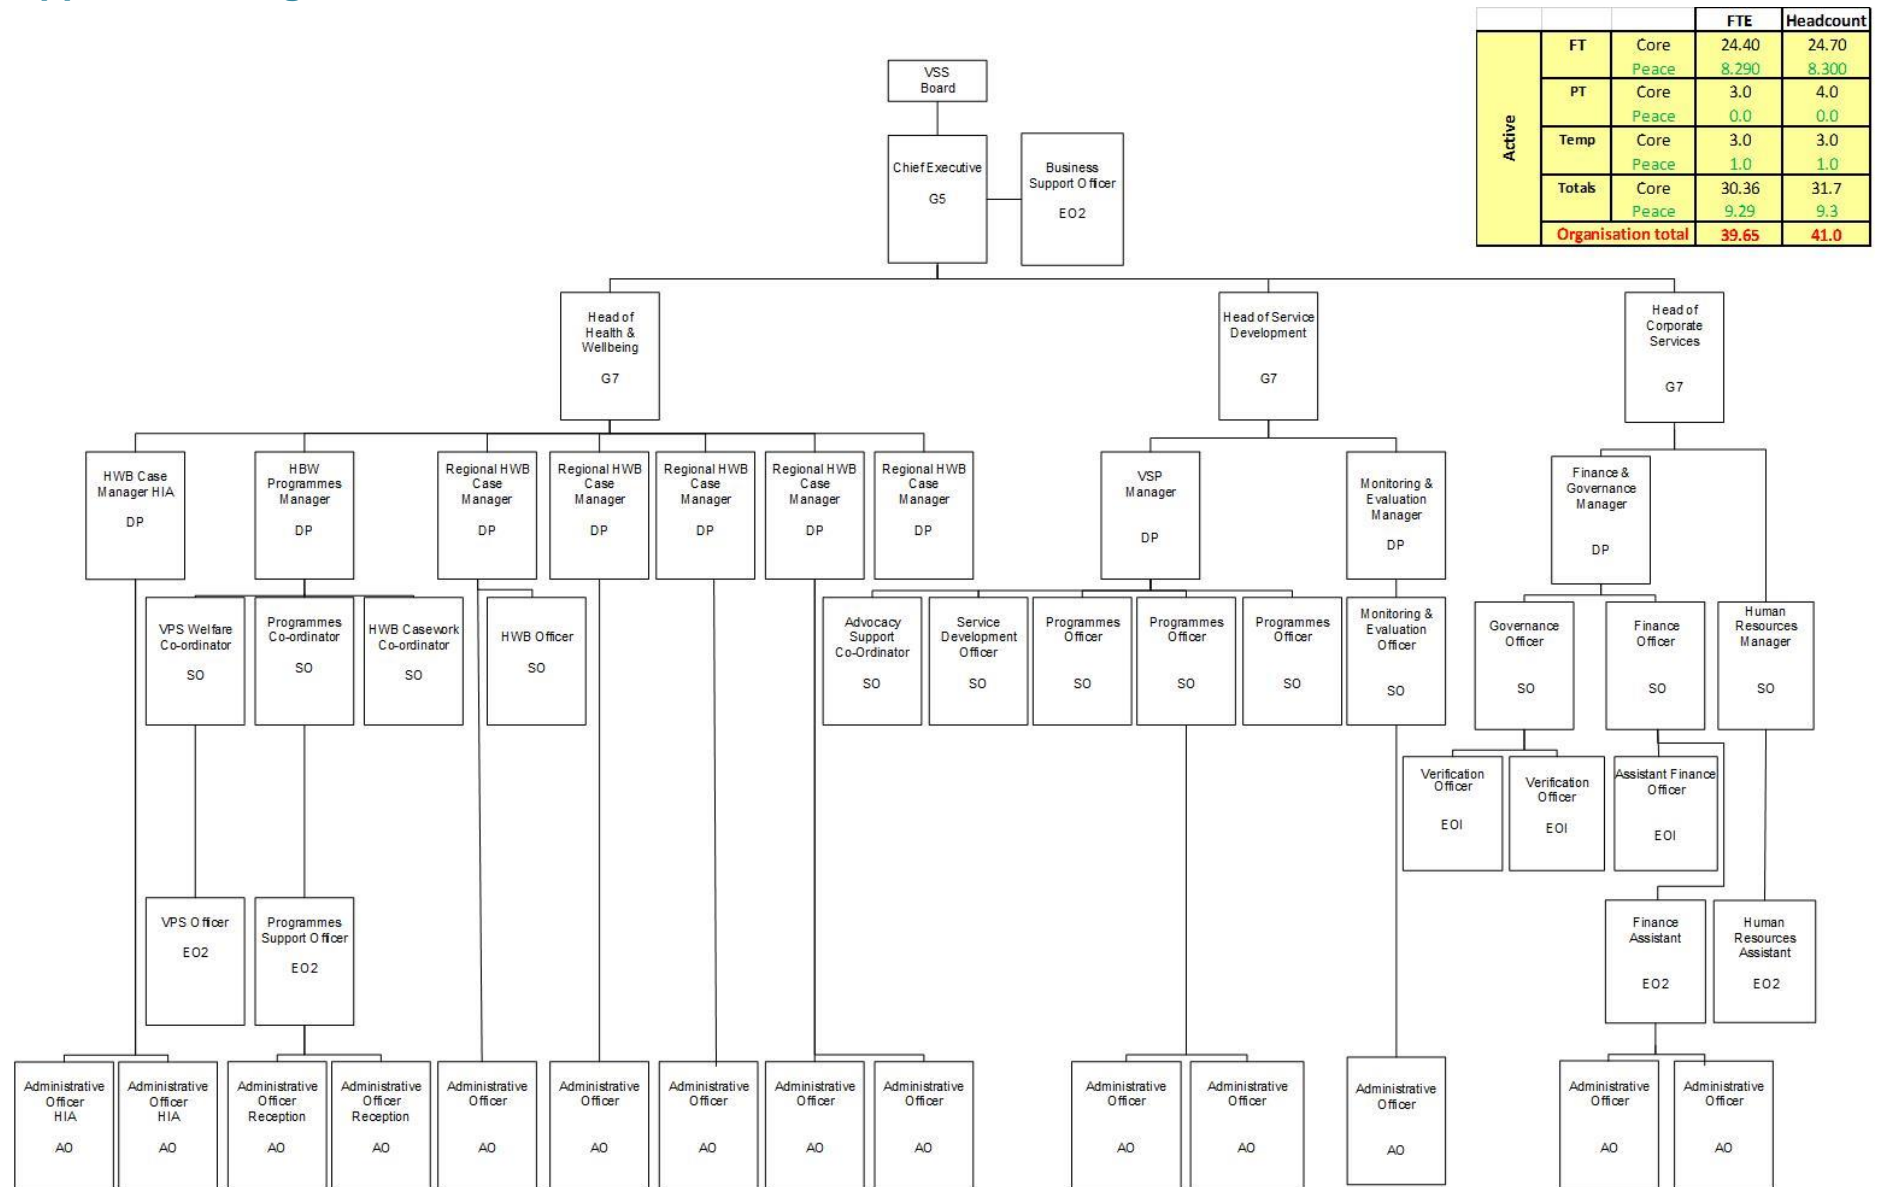 FTE Headcount
Active
FT Core 24.40 24.70
Peace 8.290 8.300
PT Core 3.0 4.0
Peace 0.0 0.0
Temp Core 3.0 3.0
Peace 1.0 1.0
Totals Core 30.36 31.7
Peace 9.29 9.3
Organisation total 39.65 41.0
VSS
Board
Chief Executive
G5
Business
Support Officer
EO2
Head of
Health &
Wellbeing
G7
Head of Service
Development
G7
Head of
Corporate
Services
G7
HWB Case
Manager HIA
DP
HBW
Programmes
Manager
DP
Regional HWB
Case
Manager
DP
Regional HWB
Case
Manager
DP
Regional HWB
Case
Manager
DP
Regional HWB
Case
Manager
DP
Regional HWB
Case
Manager
DP
VSP
Manager
DP
Monitoring &
Evaluation
Manager
DP
Finance &
Governance
Manager
DP
VPS Welfare
Co-ordinator
SO
Programmes
Co-ordinator
SO
HWB Casework
Co-ordinator
SO
HWB Officer
SO
Advocacy
Support
Co-Ordinator
SO
Service
Development
Officer
SO
Programmes
Officer
SO
Programmes
Officer
SO
Programmes
Officer
SO
Monitoring &
Evaluation
Officer
SO
Governance
Officer
SO
Finance
Officer
SO
Human
Resources
Manager
SO
Verification
Officer
EOI
Verification
Officer
EOI
Assistant Finance
Officer
EOI
VPS Officer
EO2
Programmes
Support Officer
EO2
Finance
Assistant
EO2
Human
Resources
Assistant
EO2
Administrative
Officer
HIA
AO
Administrative
Officer
HIA
AO
Administrative
Officer
Reception
AO
Administrative
Officer
Reception
AO
Administrative
Officer
AO
Administrative
Officer
AO
Administrative
Officer
AO
Administrative
Officer
AO
Administrative
Officer
AO
Administrative
Officer
AO
Administrative
Officer
AO
Administrative
Officer
AO
Administrative
Officer
AO
Administrative
Officer
AO